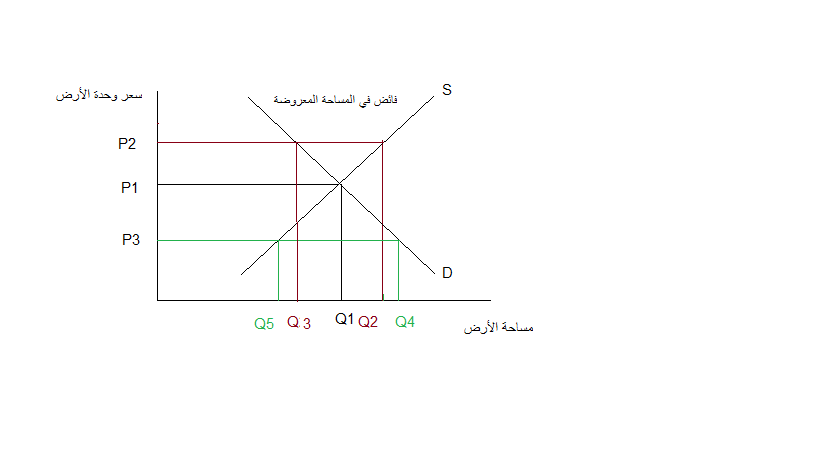 S
سعر وحدة الأرض
فائض في المساحة المعروضة
P2
P1
P3
D
Q5
Q 3
Q1
Q2
Q4
مساحة الأرض